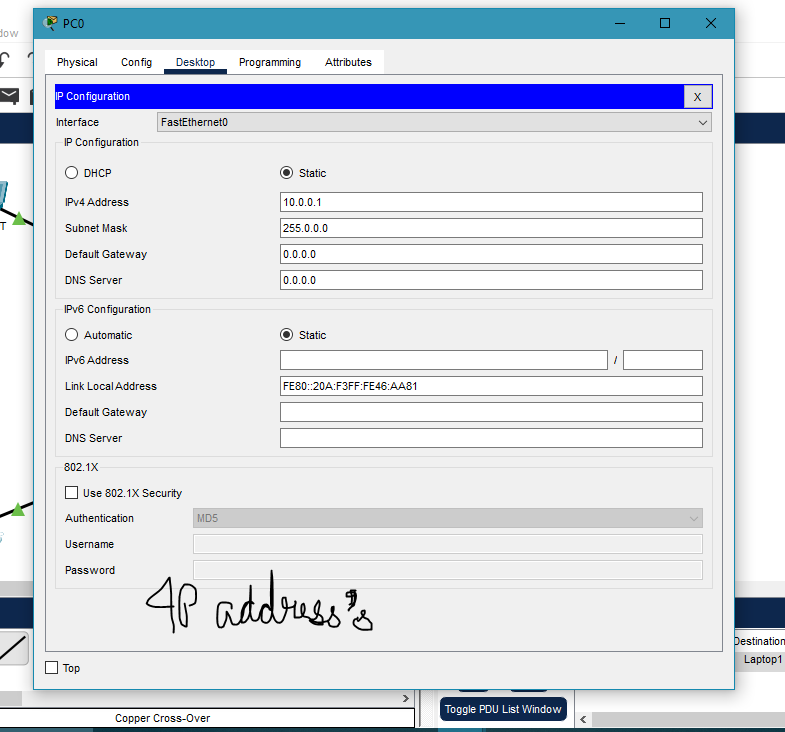 PC0
Physical Config Desktop Programming Attributes
IP Configuration X
Interface FastEthernet0
IP Configuration
DHCP Static
IPv4 Address 10.0.0.1
Subnet Mask 255.0.0.0
Default Gateway 0.0.0.0
DNS Server 0.0.0.0
IPv6 Configuration
Automatic Static
IPv6 Address /
Link Local Address FE80::20A:F3FF:FE46:AA81
Default Gateway
DNS Server
802.1X
Use 802.1X Security
Authentication MD5
Username
Password
IP address's
Top
Destination
Laptop1
Toggle PDU List Window
Copper Cross-Over